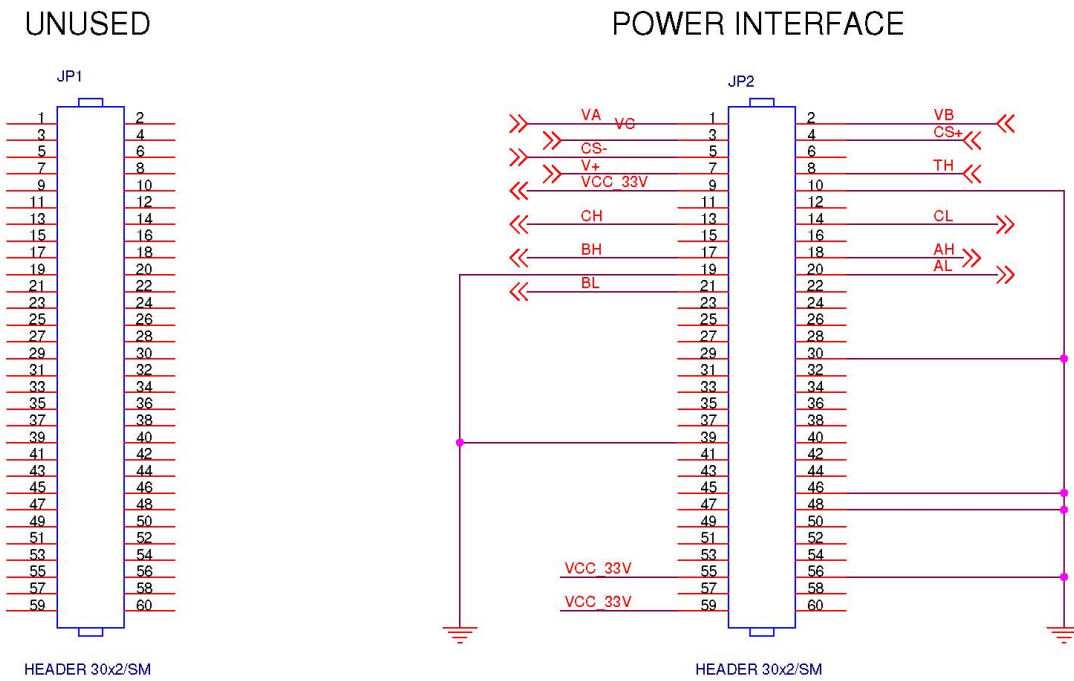 UNUSED
POWER INTERFACE
JP1
1 2
3 4
5 6
7 8
9 10
11 12
13 14
15 16
17 18
19 20
21 22
23 24
25 26
27 28
29 30
31 32
33 34
35 36
37 38
39 40
41 42
43 44
45 46
47 48
49 50
51 52
53 54
55 56
57 58
59 60
HEADER 30x2/SM
JP2
VA 1 2 VB
VC 3 4 CS+
CS- 5 6
V+ 7 8 TH
VCC_33V 9 10
11 12
CH 13 14 CL
15 16
BH 17 18 AH
19 20 AL
BL 21 22
23 24
25 26
27 28
29 30
31 32
33 34
35 36
37 38
39 40
41 42
43 44
45 46
47 48
49 50
51 52
53 54
VCC_33V 55 56
57 58
VCC_33V 59 60
HEADER 30x2/SM